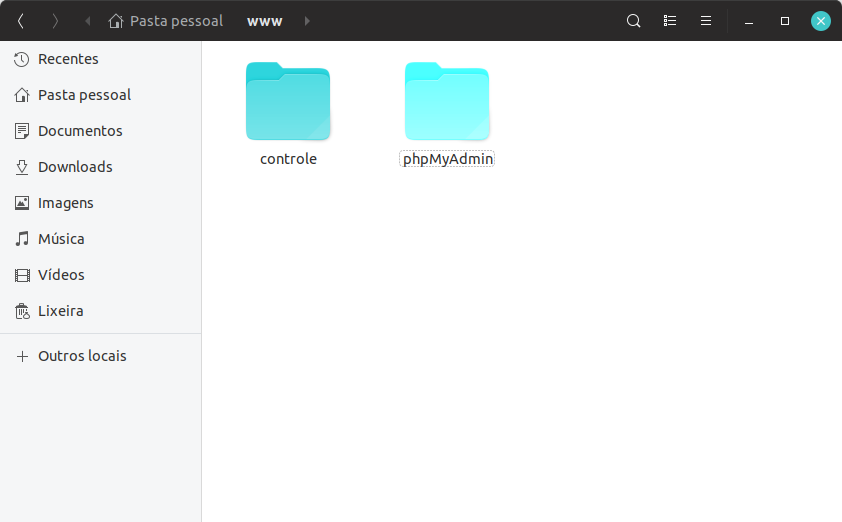 Pasta pessoal www
Recentes
Pasta pessoal
Documentos
Downloads
Imagens
Música
Vídeos
Lixeira
Outros locais
controle phpMyAdmin